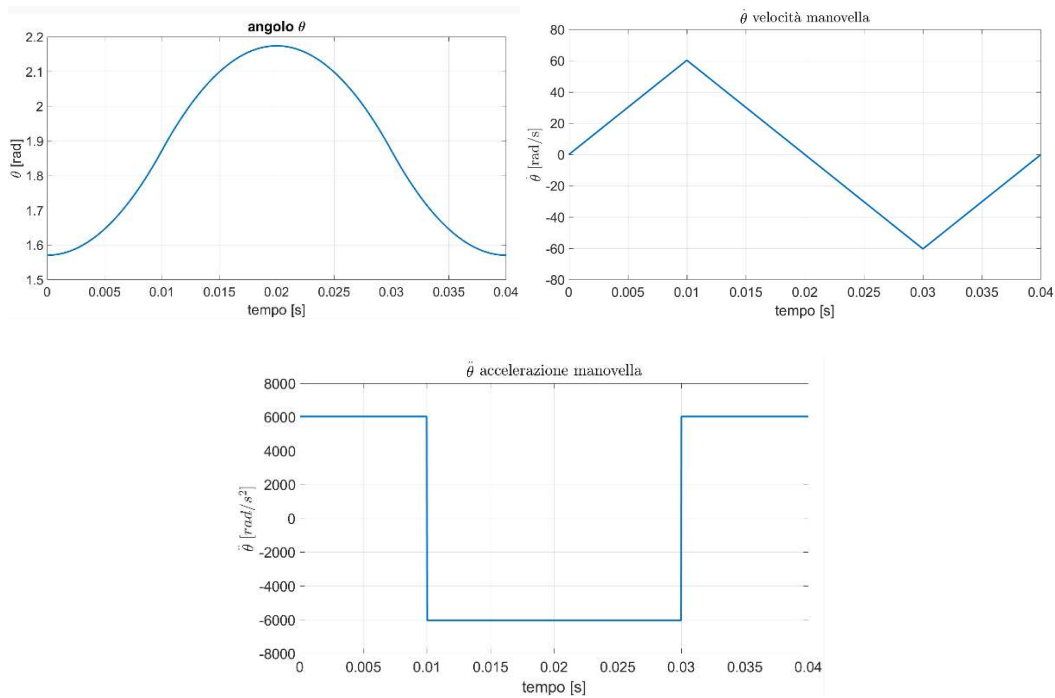 angolo θ
2.2
2.1
2
1.9
1.8
1.7
1.6
1.5
θ [rad]
0 0.005 0.01 0.015 0.02 0.025 0.03 0.035 0.04
tempo [s]
θ̇ velocità manovella
80
60
40
20
0
-20
-40
-60
-80
θ̇ [rad/s]
0 0.005 0.01 0.015 0.02 0.025 0.03 0.035 0.04
tempo [s]
θ̈ accelerazione manovella
8000
6000
4000
2000
0
-2000
-4000
-6000
-8000
θ̈ [rad/s²]
0 0.005 0.01 0.015 0.02 0.025 0.03 0.035 0.04
tempo [s]